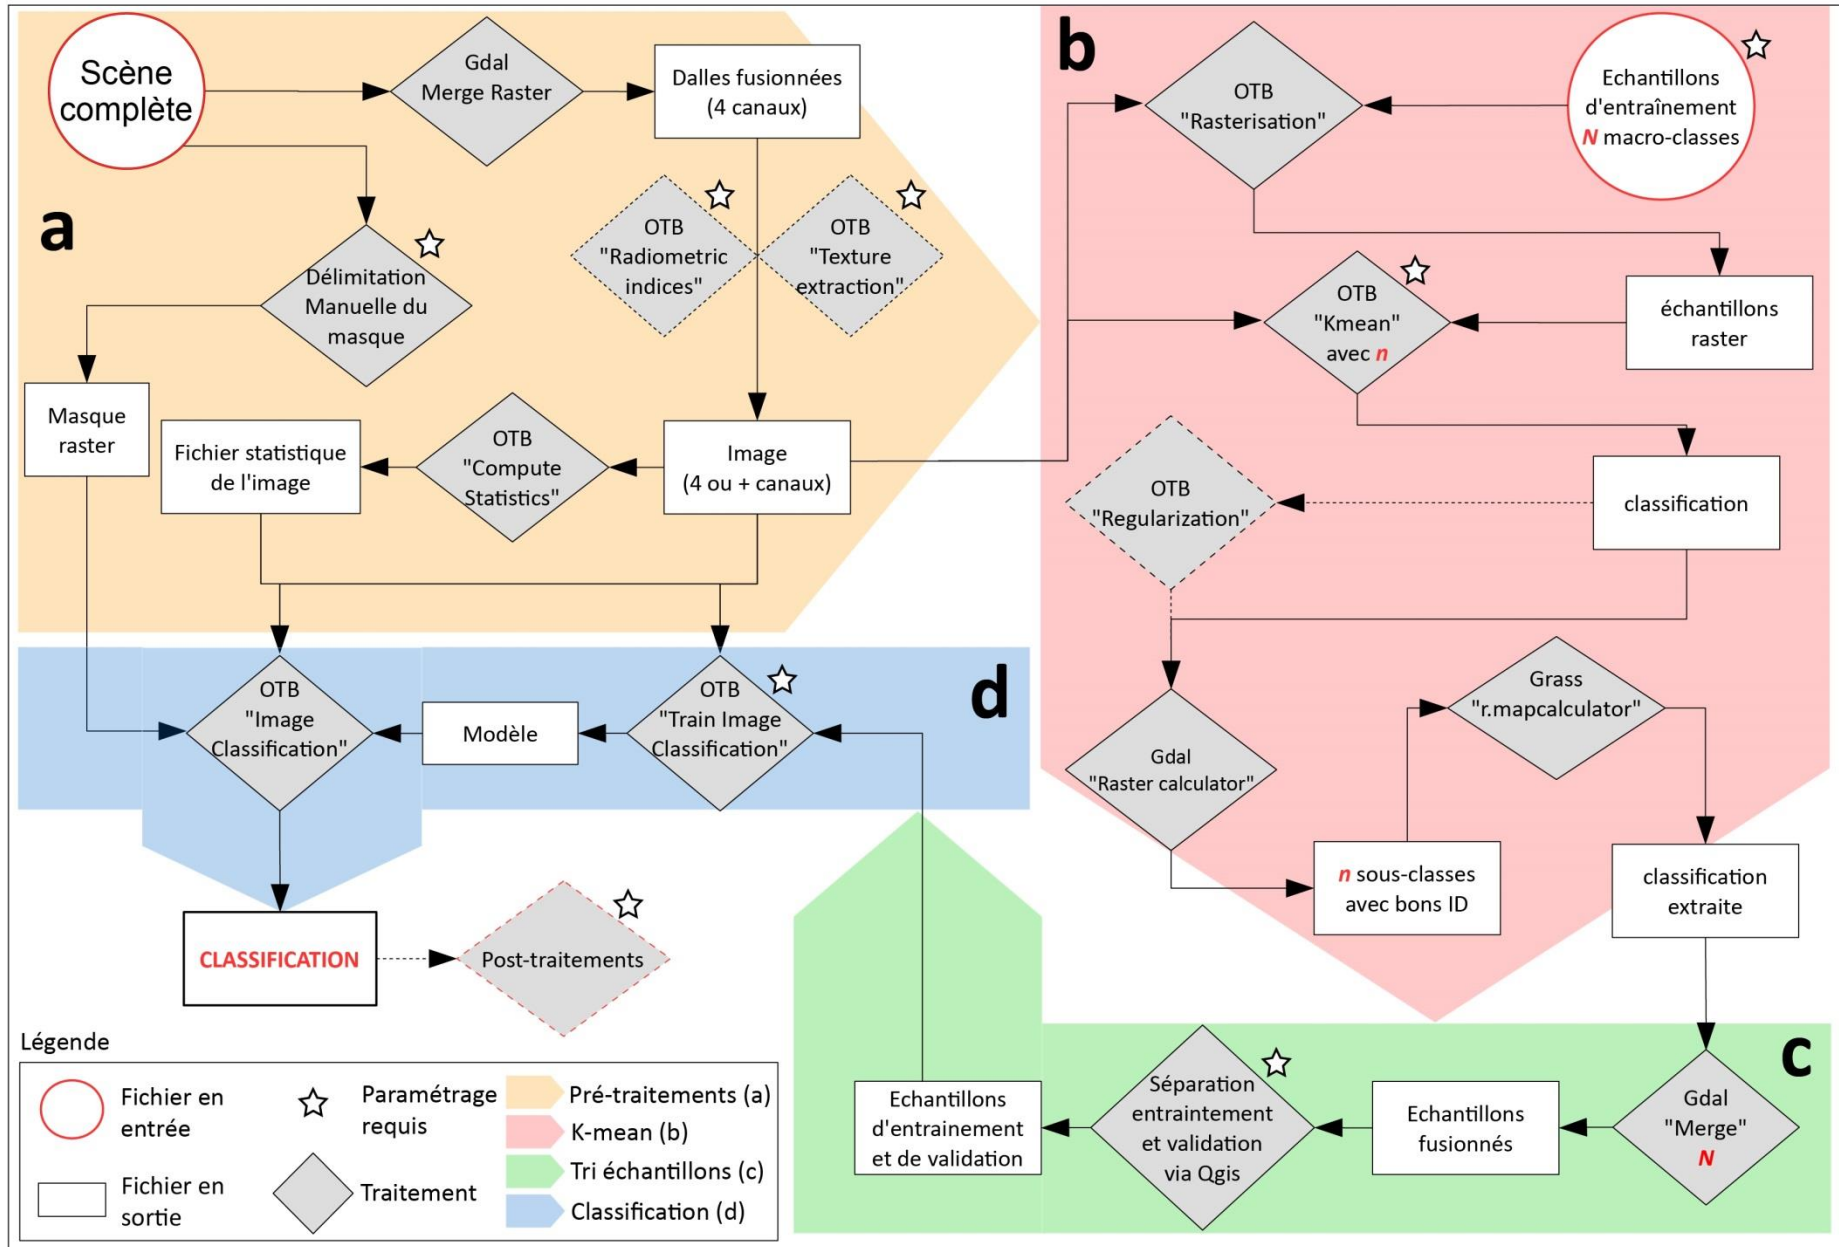 Scène
complète
Gdal
Merge Raster
Dalles fusionnées
(4 canaux)
a
OTB
"Radiometric
indices"
OTB
"Texture
extraction"
Délimitation
Manuelle du
masque
Masque
raster
Fichier statistique
de l'image
OTB
"Compute
Statistics"
Image
(4 ou + canaux)
b
OTB
"Rasterisation"
Echantillons
d'entraînement
N macro-classes
OTB
"Kmean"
avec n
échantillons
raster
OTB
"Regularization"
classification
Grass
"r.mapcalculator"
Gdal
"Raster calculator"
n sous-classes
avec bons ID
classification
extraite
d
OTB
"Image
Classification"
Modèle
OTB
"Train Image
Classification"
CLASSIFICATION
Post-traitements
c
Echantillons
d'entrainement
et de validation
Séparation
entraintement
et validation
via Qgis
Echantillons
fusionnés
Gdal
"Merge"
N
Légende
Fichier en
entrée
Paramétrage
requis
Fichier en
sortie
Traitement
Pré-traitements (a)
K-mean (b)
Tri échantillons (c)
Classification (d)